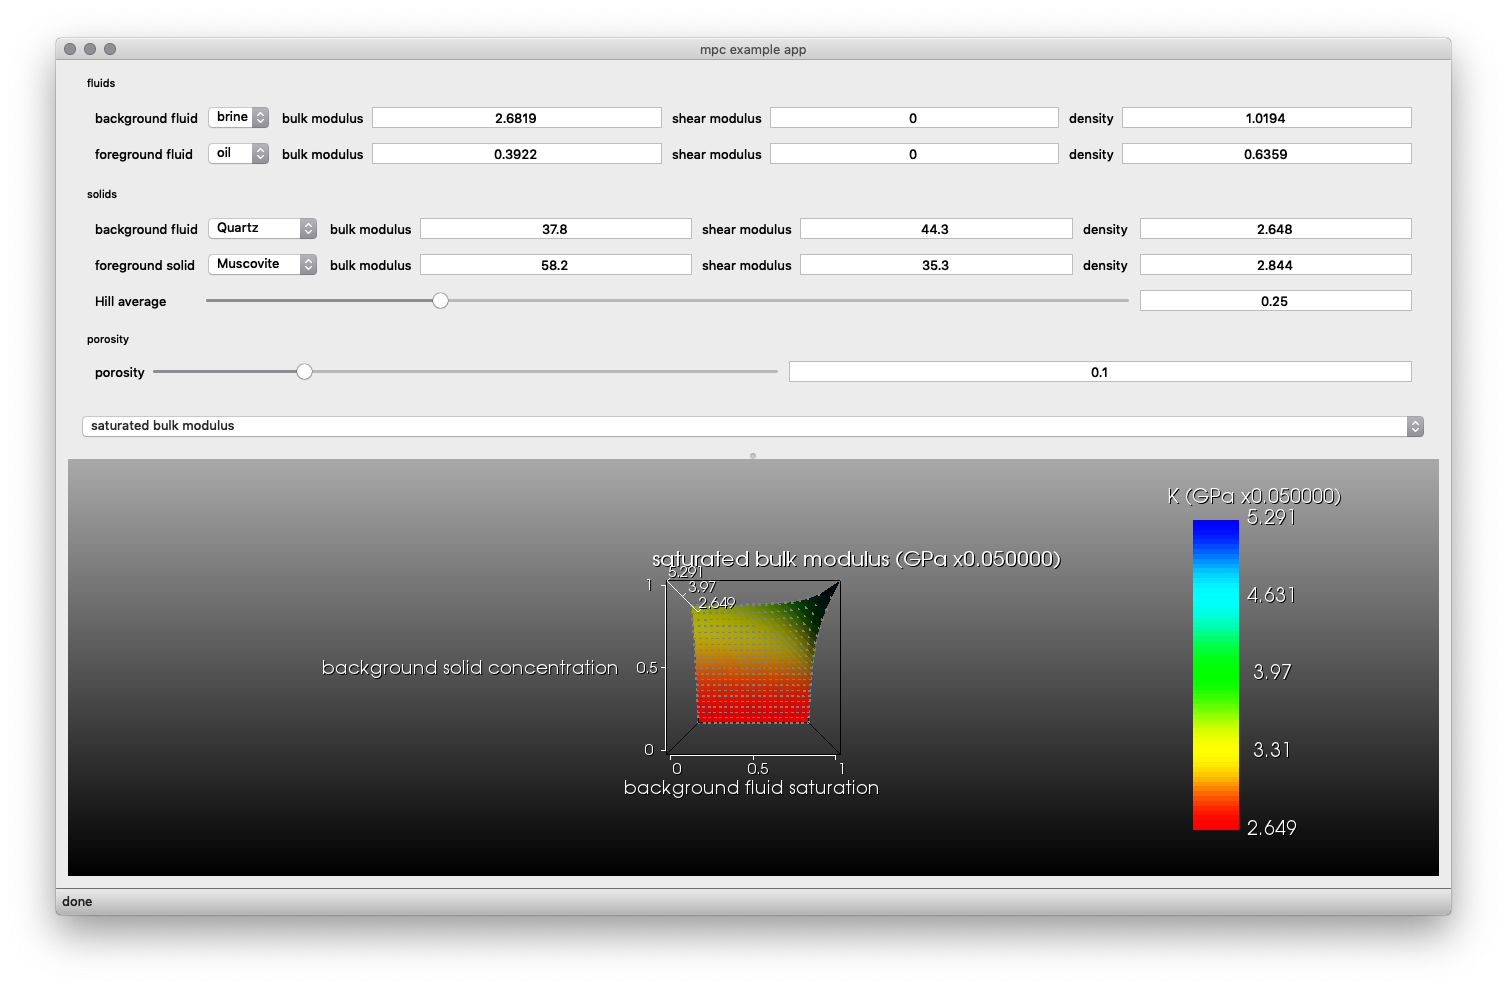 mpc example app
fluids
background fluid brine bulk modulus 2.6819 shear modulus 0 density 1.0194
foreground fluid oil bulk modulus 0.3922 shear modulus 0 density 0.6359
solids
background fluid Quartz bulk modulus 37.8 shear modulus 44.3 density 2.648
foreground solid Muscovite bulk modulus 58.2 shear modulus 35.3 density 2.844
Hill average 0.25
porosity
porosity 0.1
saturated bulk modulus
K (GPa x0.050000)
5.291
saturated bulk modulus (GPa x0.050000)
5.291
1 3.97
2.649
4.631
background solid concentration 0.5
3.97
0
3.31
0 0.5 1
background fluid saturation
2.649
done